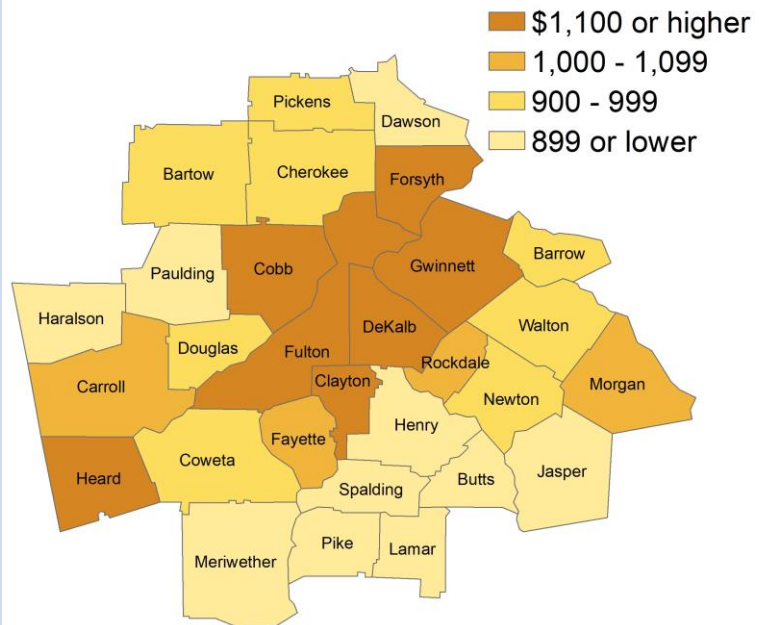 $1,100 or higher
1,000 - 1,099
900 - 999
899 or lower
Pickens
Dawson
Bartow
Cherokee
Forsyth
Paulding
Cobb
Gwinnett
Barrow
Haralson
Douglas
Fulton
DeKalb
Walton
Carroll
Clayton
Rockdale
Morgan
Newton
Heard
Coweta
Fayette
Henry
Spalding
Butts
Jasper
Meriwether
Pike
Lamar